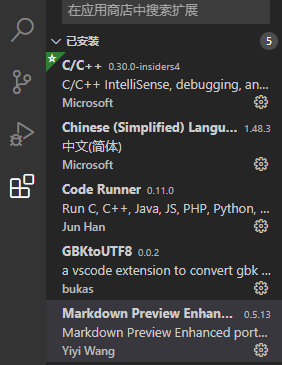 在应用商店中搜索扩展
已安装 5
C/C++ 0.30.0-insiders4
C/C++ IntelliSense, debugging, an...
Microsoft
Chinese (Simplified) Langu... 1.48.3
中文(简体)
Microsoft
Code Runner 0.11.0
Run C, C++, Java, JS, PHP, Python, ...
Jun Han
GBKtoUTF8 0.0.2
a vscode extension to convert gbk ...
bukas
Markdown Preview Enhan... 0.5.13
Markdown Preview Enhanced port...
Yiyi Wang